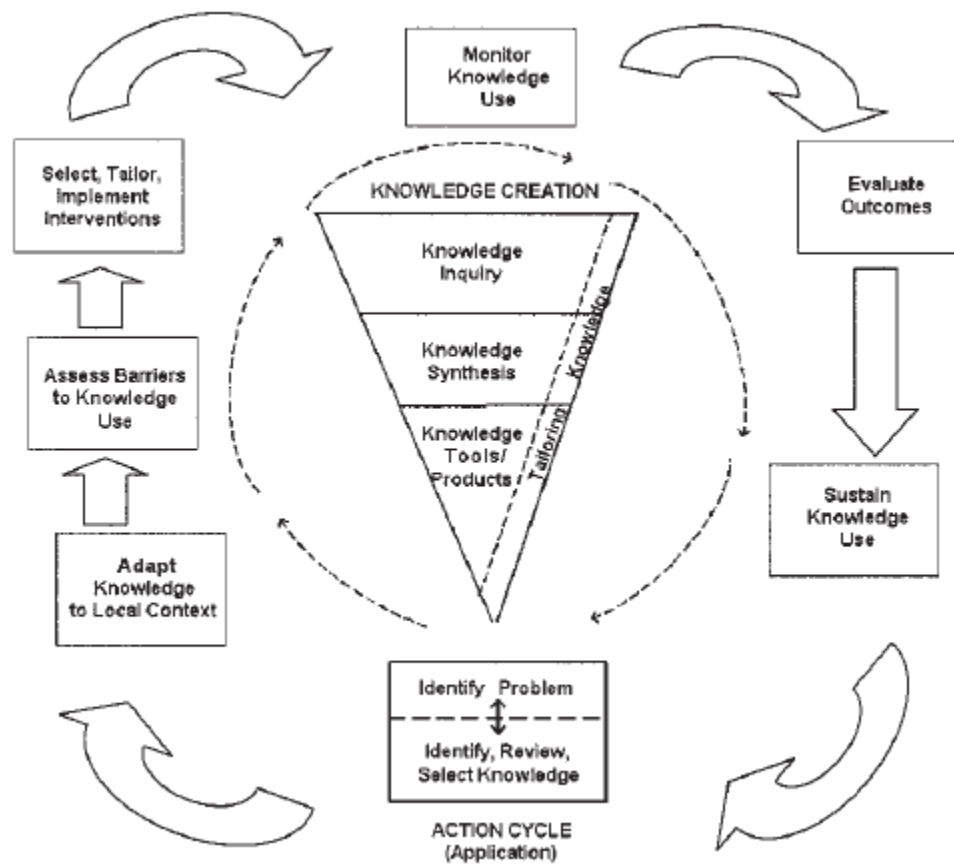 Monitor
Knowledge
Use
Select, Tailor,
Implement
Interventions
Evaluate
Outcomes
KNOWLEDGE CREATION
Knowledge
Inquiry
Knowledge
Synthesis
Knowledge
Tools/
Products
Tailoring Knowledge
Assess Barriers
to Knowledge
Use
Sustain
Knowledge
Use
Adapt
Knowledge
to Local Context
Identify Problem
Identify, Review,
Select Knowledge
ACTION CYCLE
(Application)